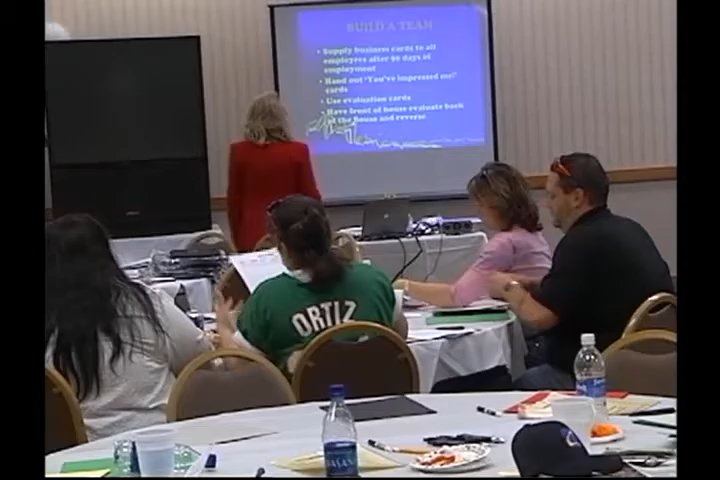 BUILD A TEAM
• Supply business cards to all
employees after 90 days of
employment
• Hand out "You've impressed me!"
cards
• Use evaluation cards
• Have front of house evaluate back
of the house and reverse
ORTIZ
DASANI